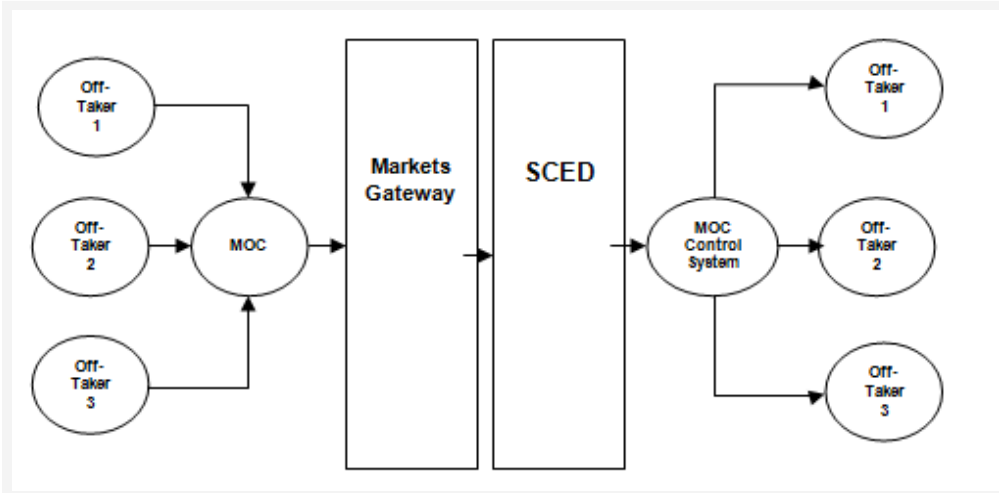 Off-
Taker
1
Off-
Taker
2
Off-
Taker
3
MOC
Markets
Gateway
SCED
MOC
Control
System
Off-
Taker
1
Off-
Taker
2
Off-
Taker
3